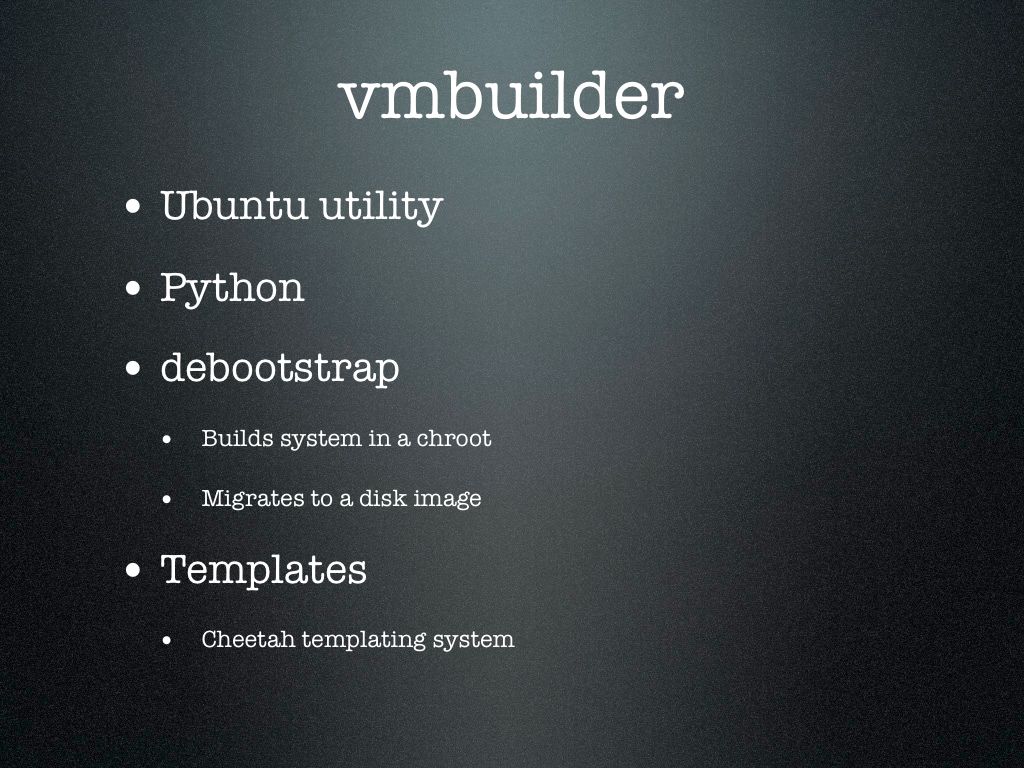 vmbuilder
• Ubuntu utility
• Python
• debootstrap
• Builds system in a chroot
• Migrates to a disk image
• Templates
• Cheetah templating system